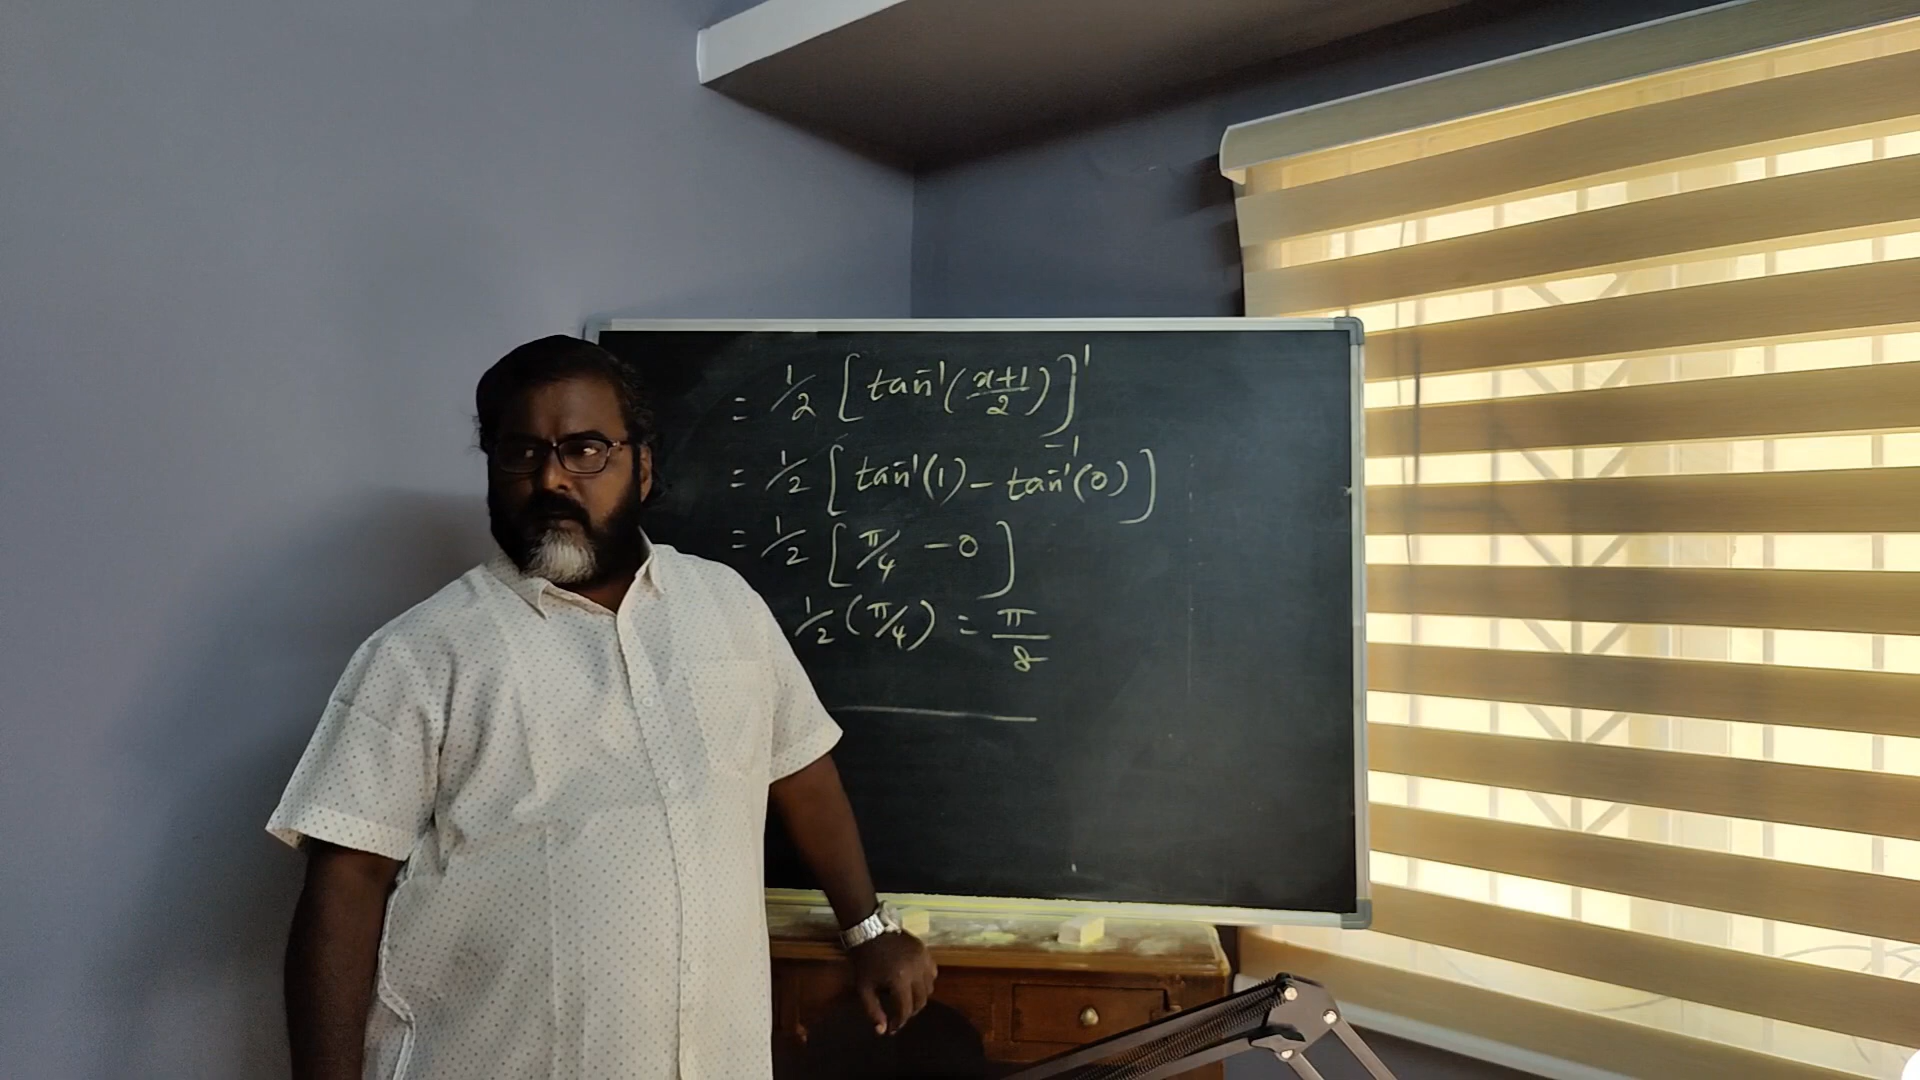 = 1/2 [tan⁻¹(x+1/2)]¹₋₁
= 1/2 [tan⁻¹(1) - tan⁻¹(0)]
= 1/2 [π/4 - 0]
1/2 (π/4) = π/8